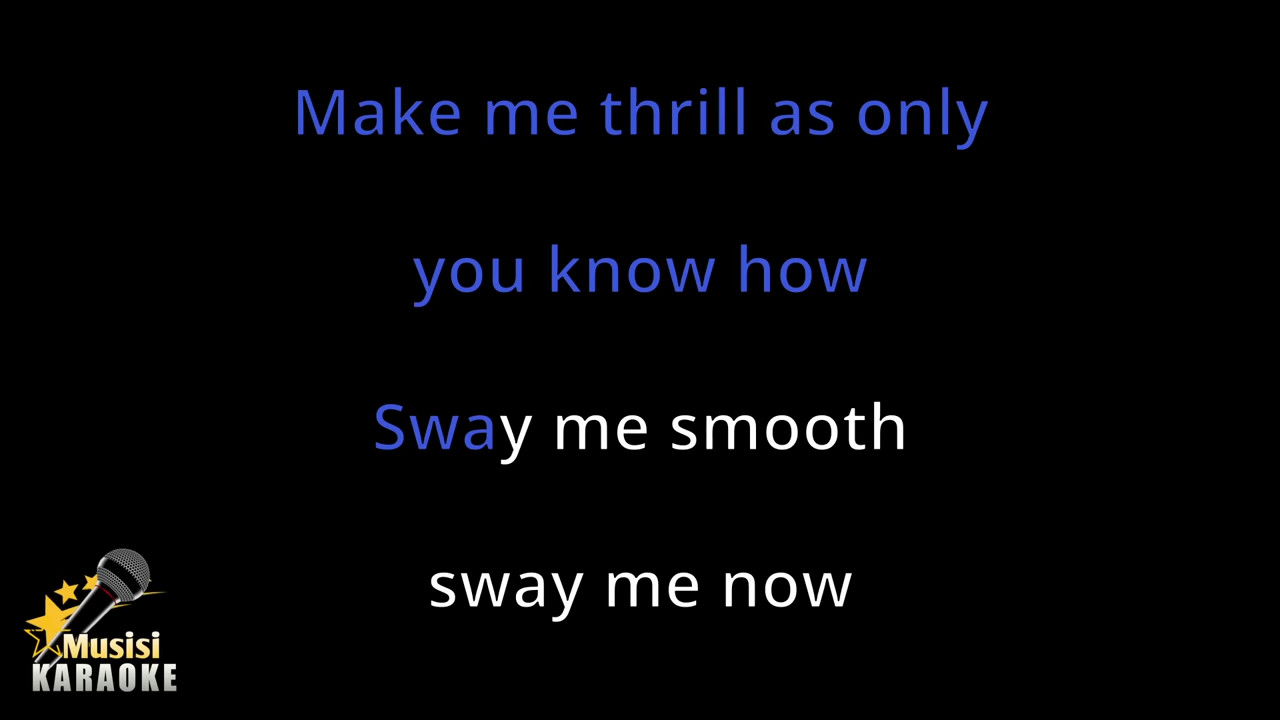 Make me thrill as only
you know how
Sway me smooth
sway me now
Musisi
KARAOKE